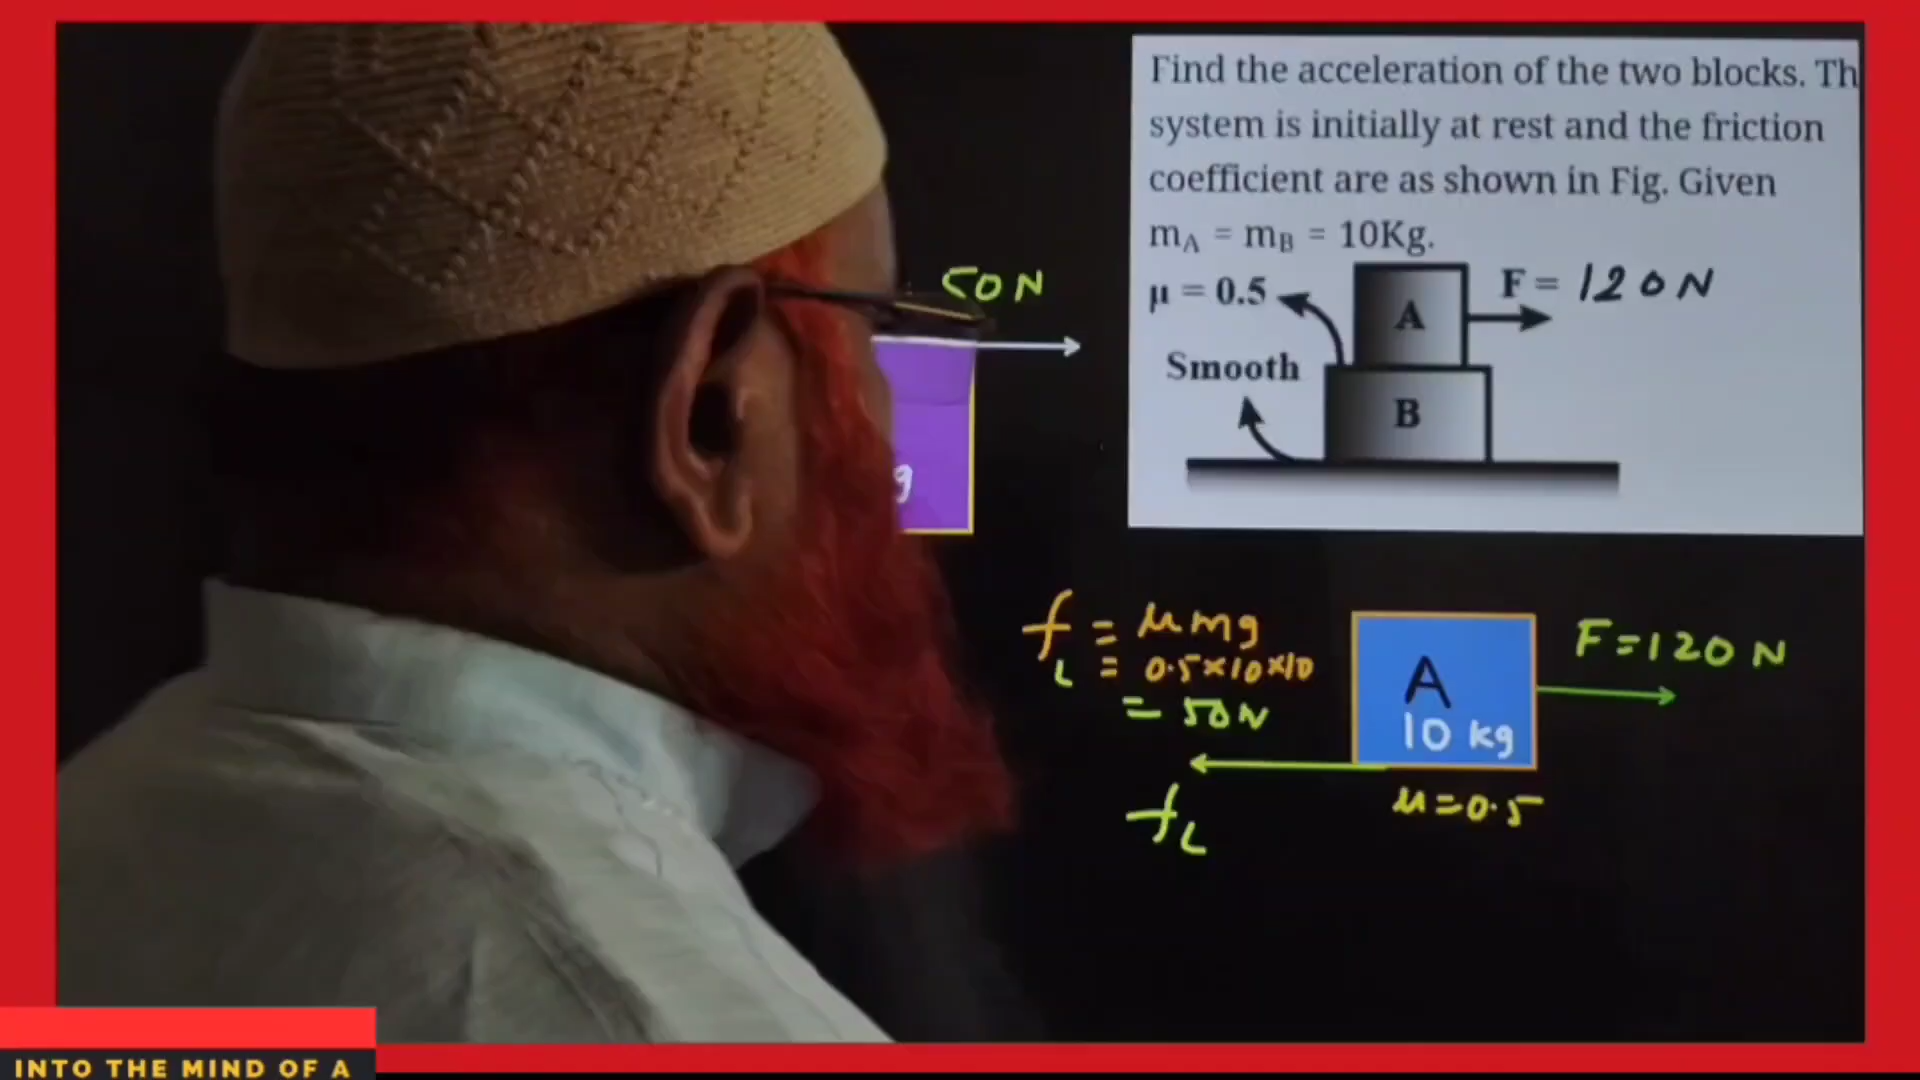 Find the acceleration of the two blocks. Th
system is initially at rest and the friction
coefficient are as shown in Fig. Given
mA = mB = 10Kg.
μ = 0.5
A
F = 120N
Smooth
B
50N
g
f_L = μmg
= 0.5×10×10
= 50N
f_L
A
10 kg
F=120 N
μ=0.5
INTO THE MIND OF A